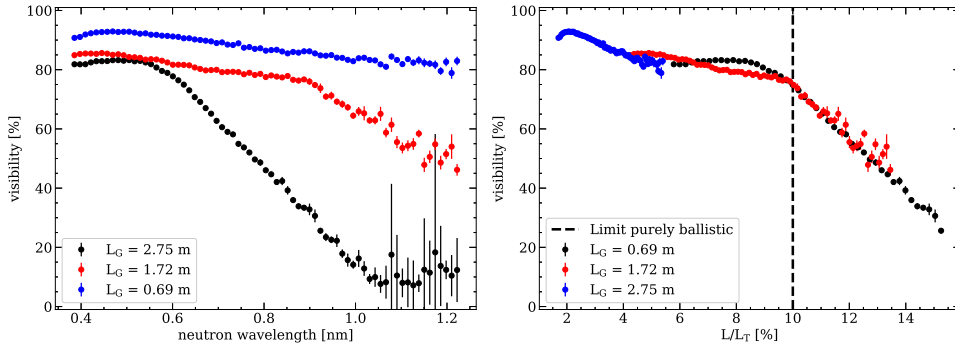 visibility [%]
100
80
60
40
20
0
0.4 0.6 0.8 1.0 1.2
neutron wavelength [nm]
L_G = 2.75 m
L_G = 1.72 m
L_G = 0.69 m
visibility [%]
100
80
60
40
20
0
2 4 6 8 10 12 14
L/L_T [%]
Limit purely ballistic
L_G = 0.69 m
L_G = 1.72 m
L_G = 2.75 m